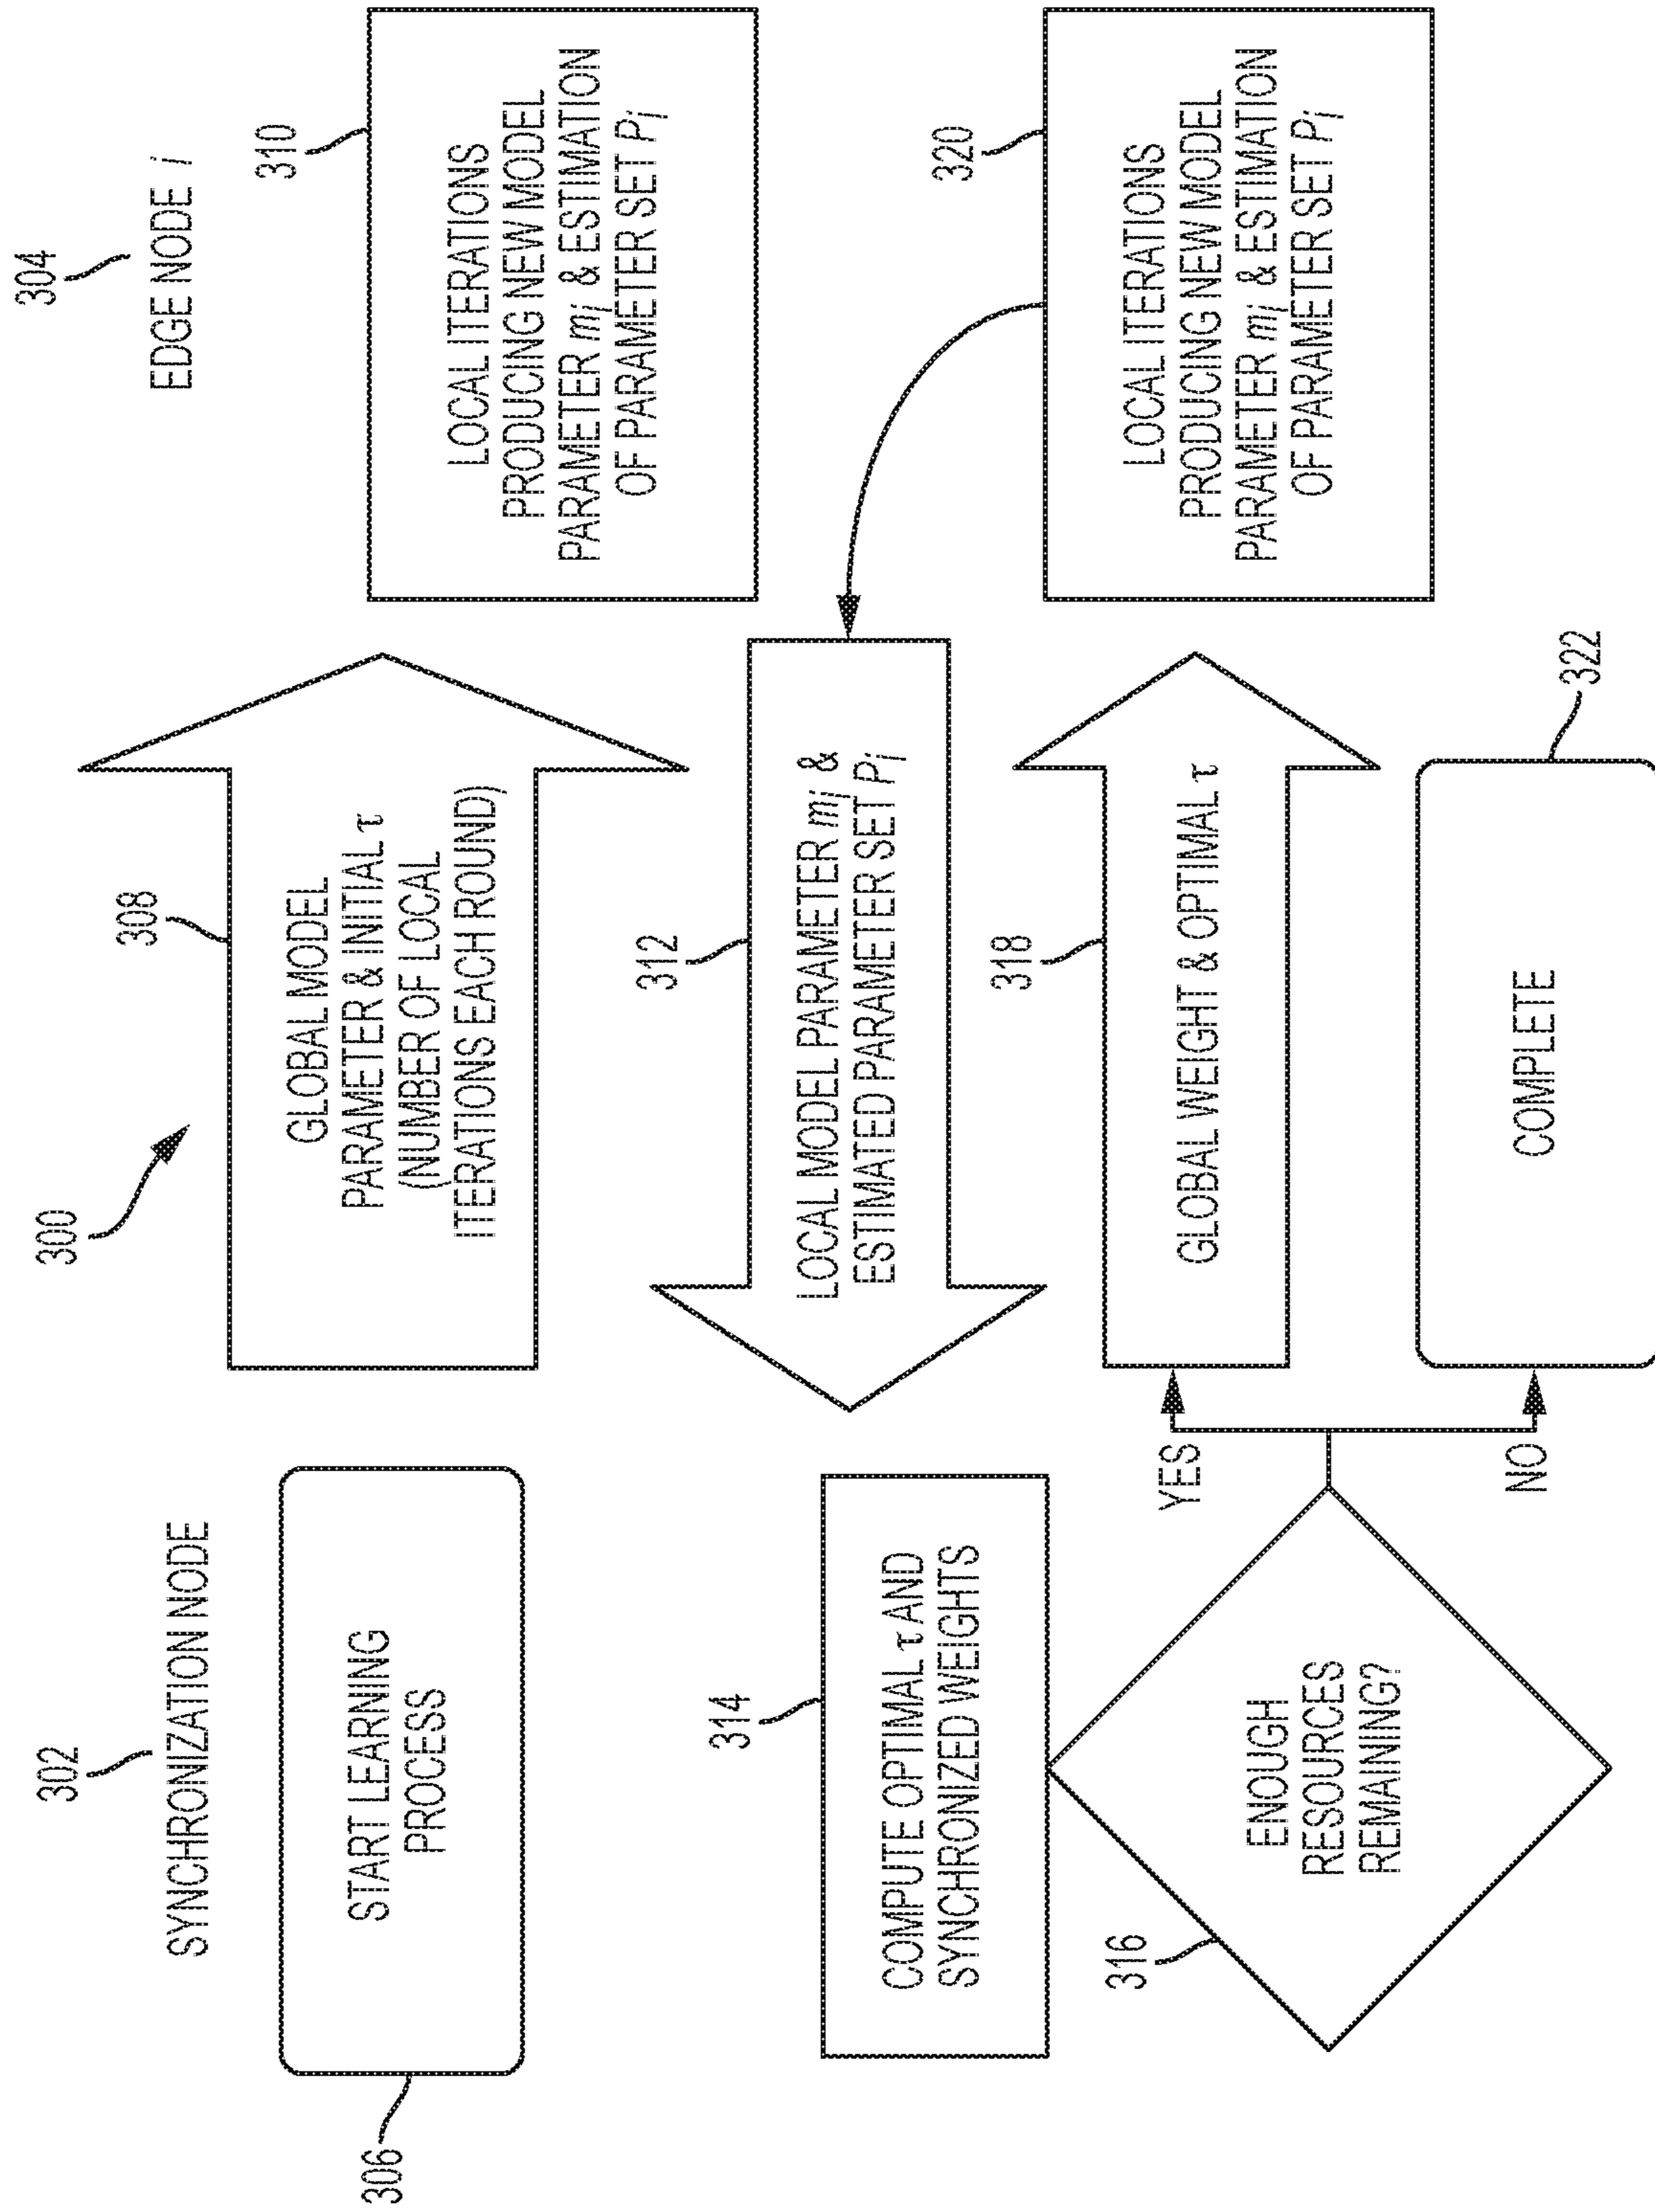 300
302
SYNCHRONIZATION NODE
304
EDGE NODE i
306
START LEARNING
PROCESS
308
GLOBAL MODEL
PARAMETER & INITIAL τ
(NUMBER OF LOCAL
ITERATIONS EACH ROUND)
310
LOCAL ITERIONS
PRODUCING NEW MODEL
PARAMETER mi & ESTIMATION
OF PARAMETER SET Pi
312
LOCAL MODEL PARAMETER mi &
ESTIMATED PARAMETER SET Pi
314
COMPUTE OPTIMAL τ AND
SYNCHRONIZED WEIGHTS
316
ENOUGH
RESOURCES
REMAINING?
YES
NO
318
GLOBAL WEIGHT & OPTIMAL τ
320
LOCAL ITERIONS
PRODUCING NEW MODEL
PARAMETER mi & ESTIMATION
OF PARAMETER SET Pi
322
COMPLETE